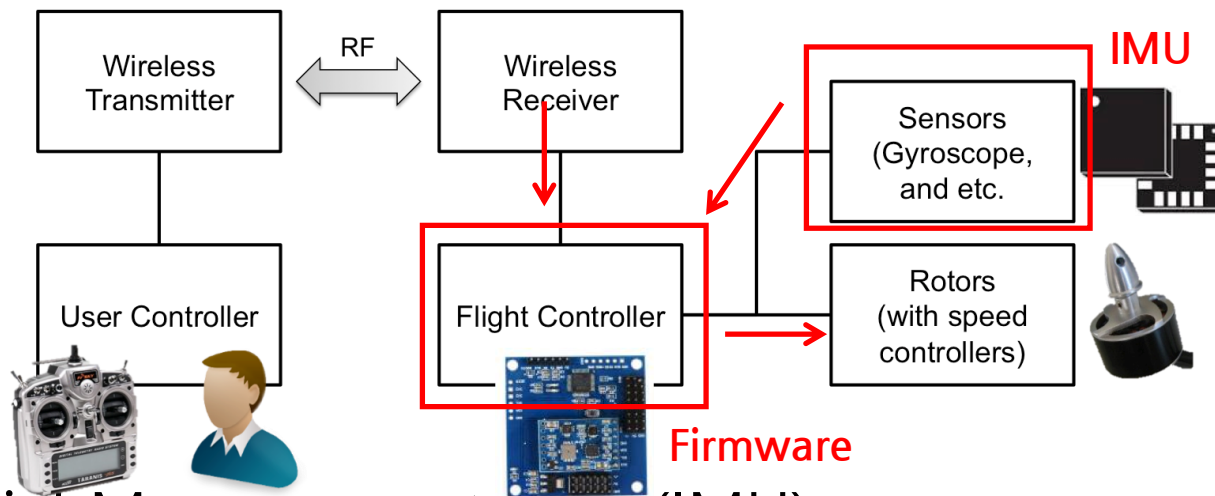 Wireless
Transmitter
RF
Wireless
Receiver
IMU
Sensors
(Gyroscope,
and etc.
User Controller
Flight Controller
Rotors
(with speed
controllers)
Firmware
(IMU)